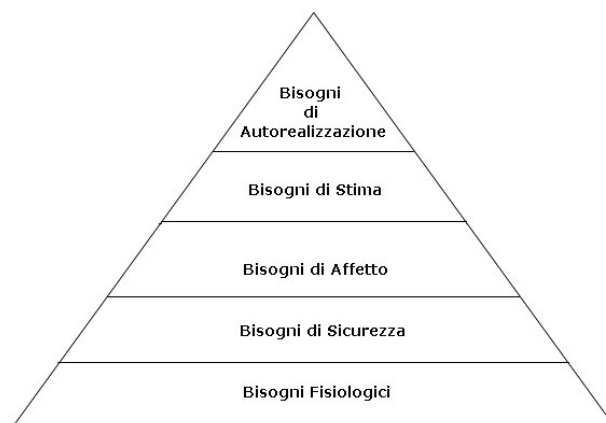 Bisogni
di
Autorealizzazione
Bisogni di Stima
Bisogni di Affetto
Bisogni di Sicurezza
Bisogni Fisiologici